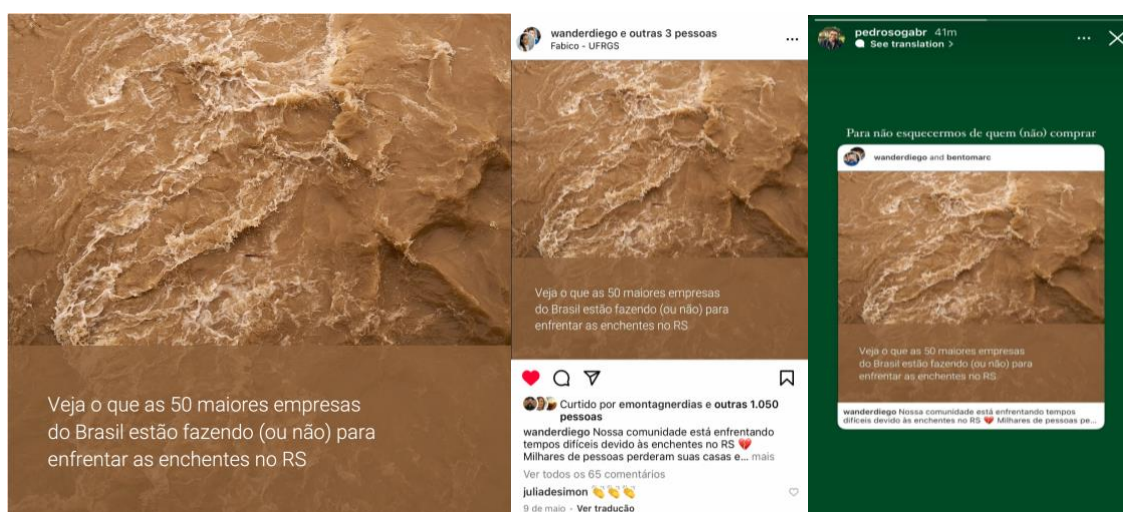 Veja o que as 50 maiores empresas
do Brasil estão fazendo (ou não) para
enfrentar as enchentes no RS
wanderdiego e outras 3 pessoas
Fabico - UFRGS
Veja o que as 50 maiores empresas
do Brasil estão fazendo (ou não) para
enfrentar as enchentes no RS
Curtido por emontagnerdias e outras 1.050
pessoas
wanderdiego Nossa comunidade está enfrentando
tempos difíceis devido às enchentes no RS 💔
Milhares de pessoas perderam suas casas e... mais
Ver todos os 65 comentários
juliadesimon 👏👏👏
9 de maio · Ver tradução
pedrosogabr 41m
See translation >
Para não esquecermos de quem (não) comprar
wanderdiego and bentomarc
Veja o que as 50 maiores empresas
do Brasil estão fazendo (ou não) para
enfrentar as enchentes no RS
wanderdiego Nossa comunidade está enfrentando tempos
difíceis devido às enchentes no RS 💔 Milhares de pessoas pe...